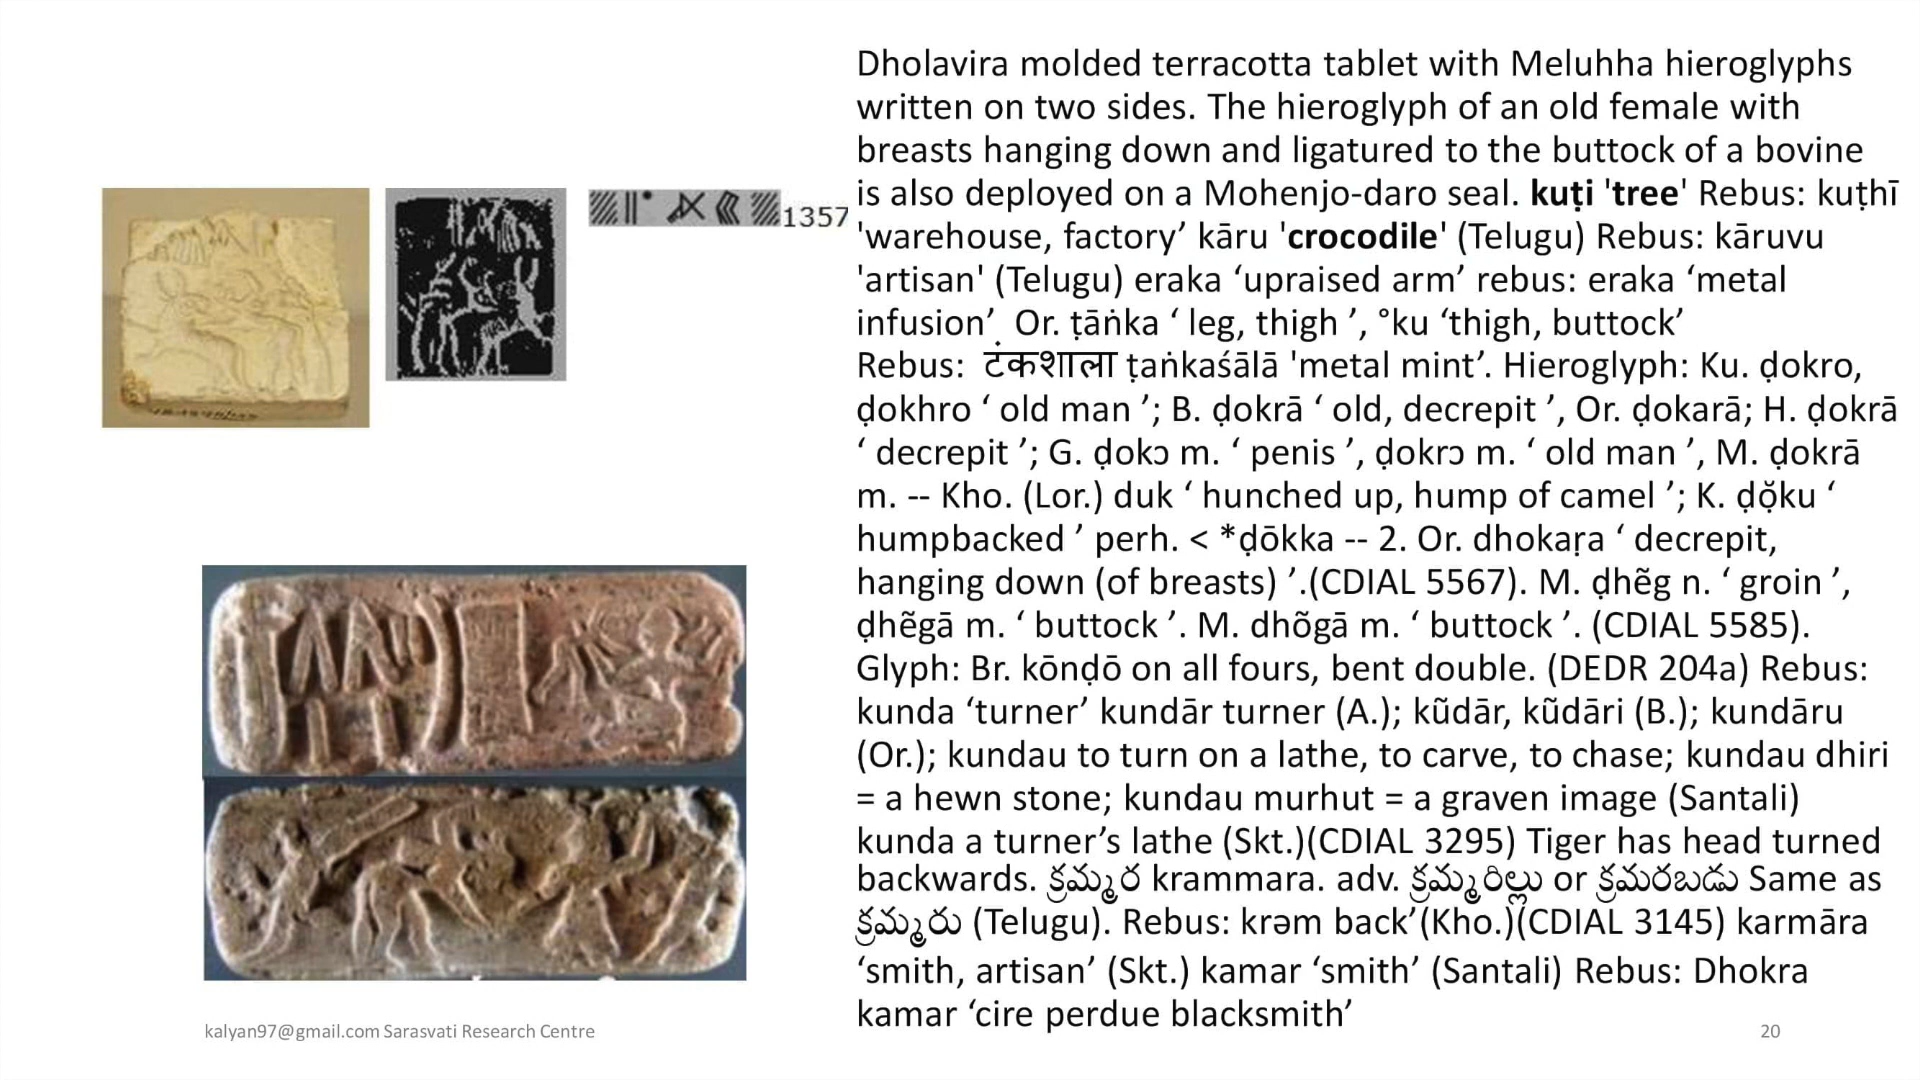 Dholavira molded terracotta tablet with Meluhha hieroglyphs
written on two sides. The hieroglyph of an old female with
breasts hanging down and ligatured to the buttock of a bovine
is also deployed on a Mohenjo-daro seal. kuṭi 'tree' Rebus: kuṭhī
1357
'warehouse, factory’ kāru 'crocodile' (Telugu) Rebus: kāruvu
'artisan' (Telugu) eraka ‘upraised arm’ rebus: eraka ‘metal
infusion’ Or. ṭāṅka ‘ leg, thigh ’, °ku ‘thigh, buttock’
Rebus: टंकशाला ṭaṅkaśālā 'metal mint’. Hieroglyph: Ku. ḍokro,
ḍokhro ‘ old man ’; B. ḍokrā ‘ old, decrepit ’, Or. ḍokarā; H. ḍokrā
‘ decrepit ’; G. ḍokɔ m. ‘ penis ’, ḍokrɔ m. ‘ old man ’, M. ḍokrā
m. -- Kho. (Lor.) duk ‘ hunched up, hump of camel ’; K. ḍọ̆ku ‘
humpbacked ’ perh. < *ḍōkka -- 2. Or. dhokaṛa ‘ decrepit,
hanging down (of breasts) ’.(CDIAL 5567). M. ḍhẽg n. ‘ groin ’,
ḍhẽgā m. ‘ buttock ’. M. dhõgā m. ‘ buttock ’. (CDIAL 5585).
Glyph: Br. kōnḍō on all fours, bent double. (DEDR 204a) Rebus:
kunda ‘turner’ kundār turner (A.); kũdār, kũdāri (B.); kundāru
(Or.); kundau to turn on a lathe, to carve, to chase; kundau dhiri
= a hewn stone; kundau murhut = a graven image (Santali)
kunda a turner’s lathe (Skt.)(CDIAL 3295) Tiger has head turned
backwards. క్రమ్మర krammara. adv. క్రమ్మరిల్లు or క్రమరబడు Same as
క్రమ్మరు (Telugu). Rebus: krəm back’(Kho.)(CDIAL 3145) karmāra
‘smith, artisan’ (Skt.) kamar ‘smith’ (Santali) Rebus: Dhokra
kamar ‘cire perdue blacksmith’
kalyan97@gmail.com Sarasvati Research Centre
20